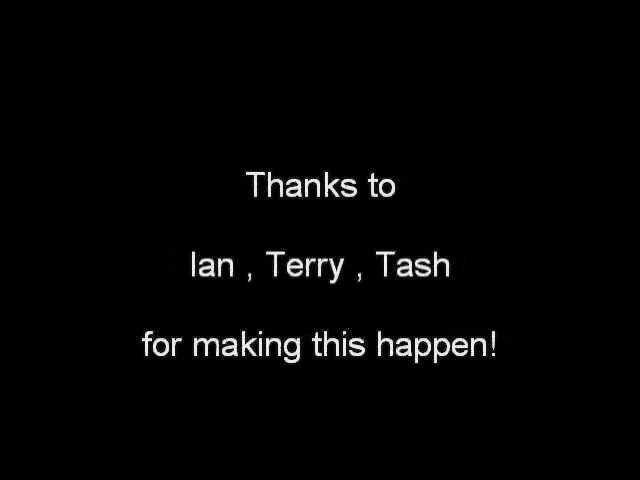 Thanks to
Ian , Terry , Tash
for making this happen!